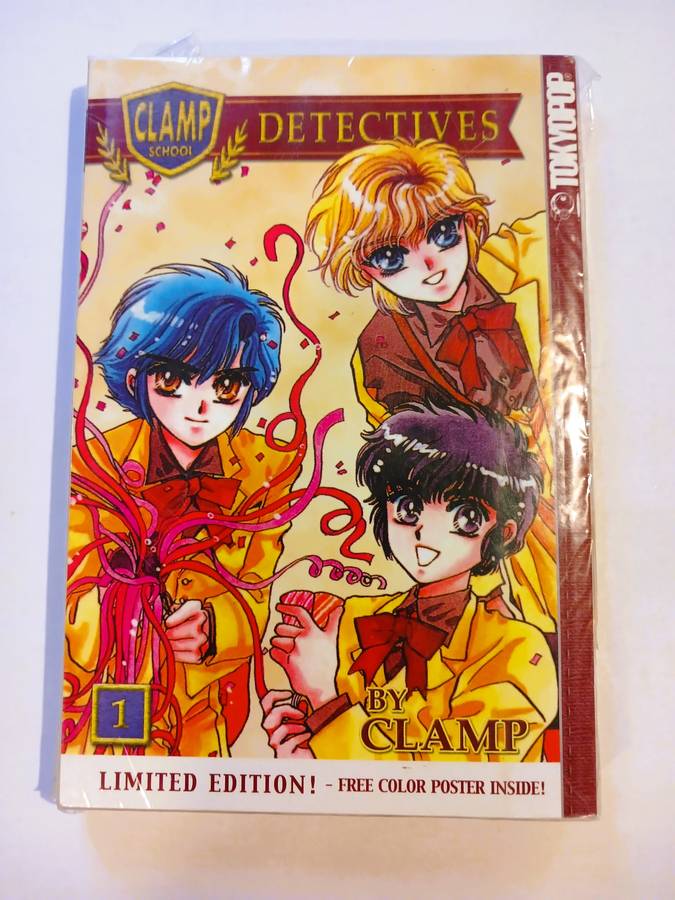 CLAMP
SCHOOL
DETECTIVES
TOKYOPOP®
1
BY
CLAMP
LIMITED EDITION! - FREE COLOR POSTER INSIDE!